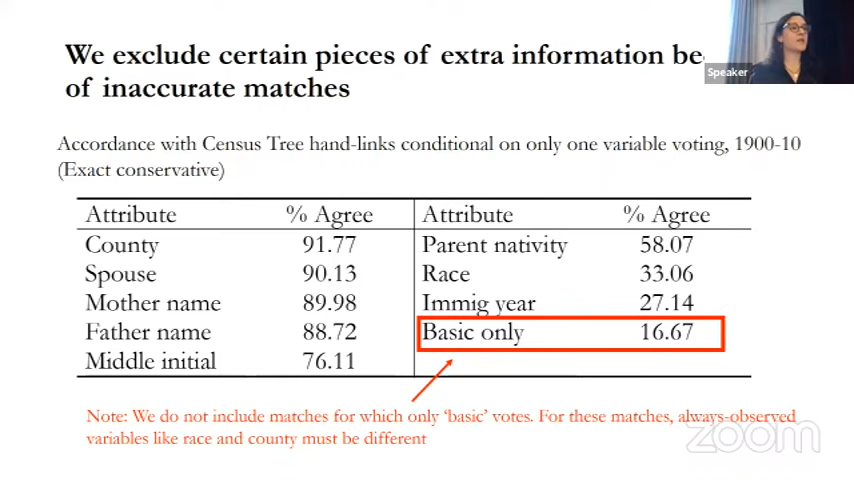 We exclude certain pieces of extra information be
of inaccurate matches
Speaker
Accordance with Census Tree hand-links conditional on only one variable voting, 1900-10
(Exact conservative)
Attribute % Agree Attribute % Agree
County 91.77 Parent nativity 58.07
Spouse 90.13 Race 33.06
Mother name 89.98 Immig year 27.14
Father name 88.72 Basic only 16.67
Middle initial 76.11
Note: We do not include matches for which only ‘basic’ votes. For these matches, always-observed
variables like race and county must be different
zoom